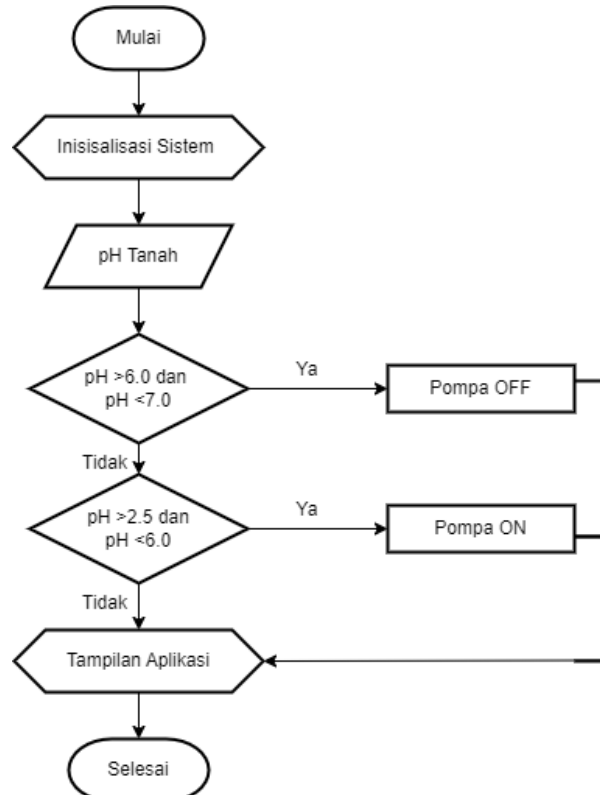 Mulai
Inisisalisasi Sistem
pH Tanah
pH >6.0 dan
pH <7.0
Ya
Pompa OFF
Tidak
pH >2.5 dan
pH <6.0
Ya
Pompa ON
Tidak
Tampilan Aplikasi
Selesai